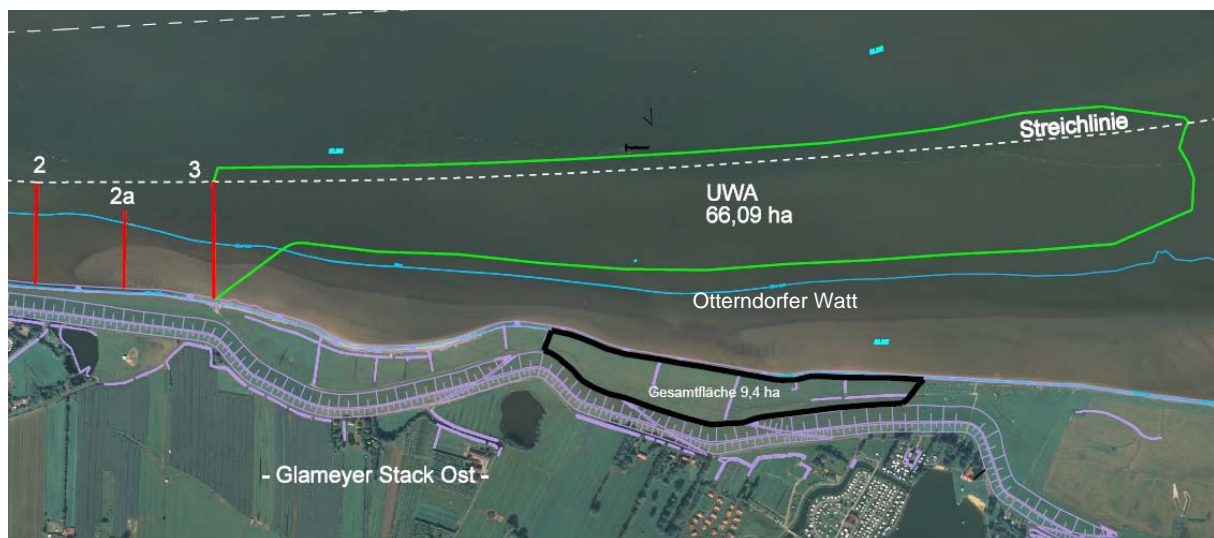 Streichlinie
2
2a
3
UWA
66,09 ha
Otterndorfer Watt
Gesamtfläche 9,4 ha
- Glameyer Stack Ost -